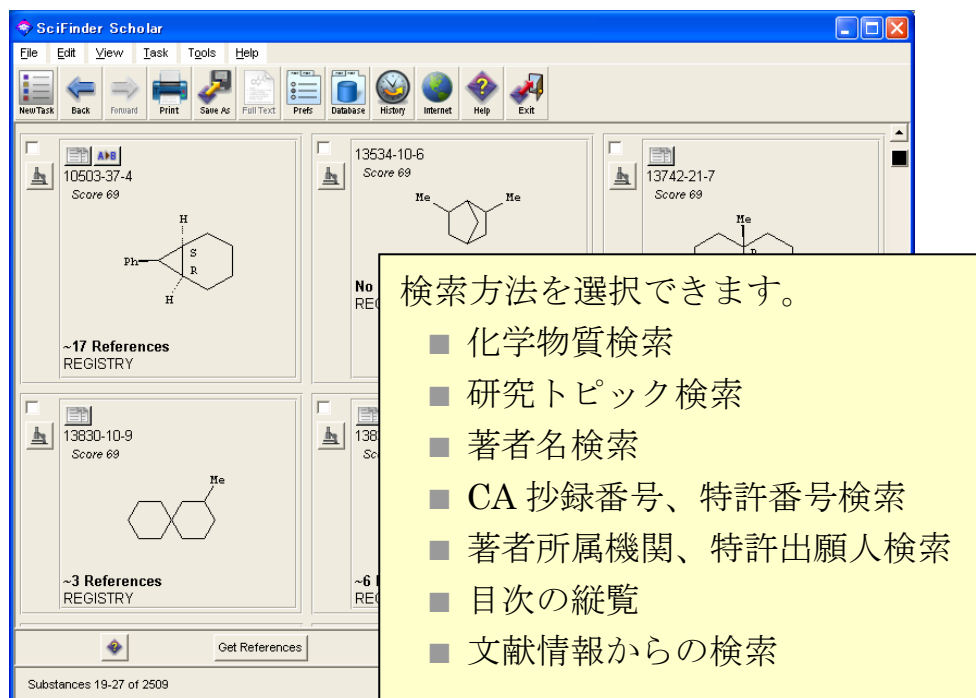 SciFinder Scholar
File Edit View Task Tools Help
New Task Back Forward Print Save As Full Text Prefs Database History Internet Help Exit
A B
10503-37-4
Score 69
H
S
Ph
R
H
~17 References
REGISTRY
13534-10-6
Score 69
Me Me
No
13742-21-7
Score 69
Me
13830-10-9
Score 69
Me
~3 References
REGISTRY
~6
Get References
Substances 19-27 of 2509
検索方法を選択できます。
■ 化学物質検索
■ 研究トピック検索
■ 著者名検索
■ CA 抄録番号、特許番号検索
■ 著者所属機関、特許出願人検索
■ 目次の縦覧
■ 文献情報からの検索